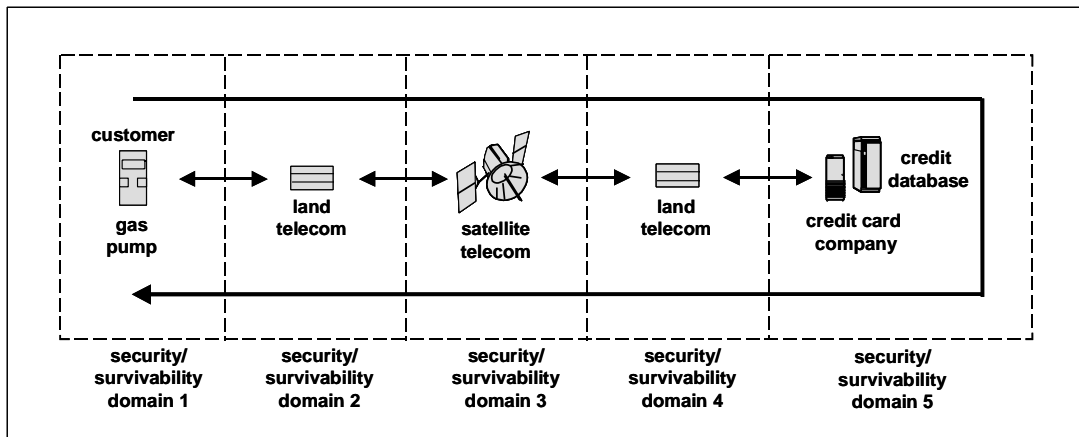 customer
gas
pump
land
telecom
satellite
telecom
land
telecom
credit
database
credit card
company
security/
survivability
domain 1
security/
survivability
domain 2
security/
survivability
domain 3
security/
survivability
domain 4
security/
survivability
domain 5